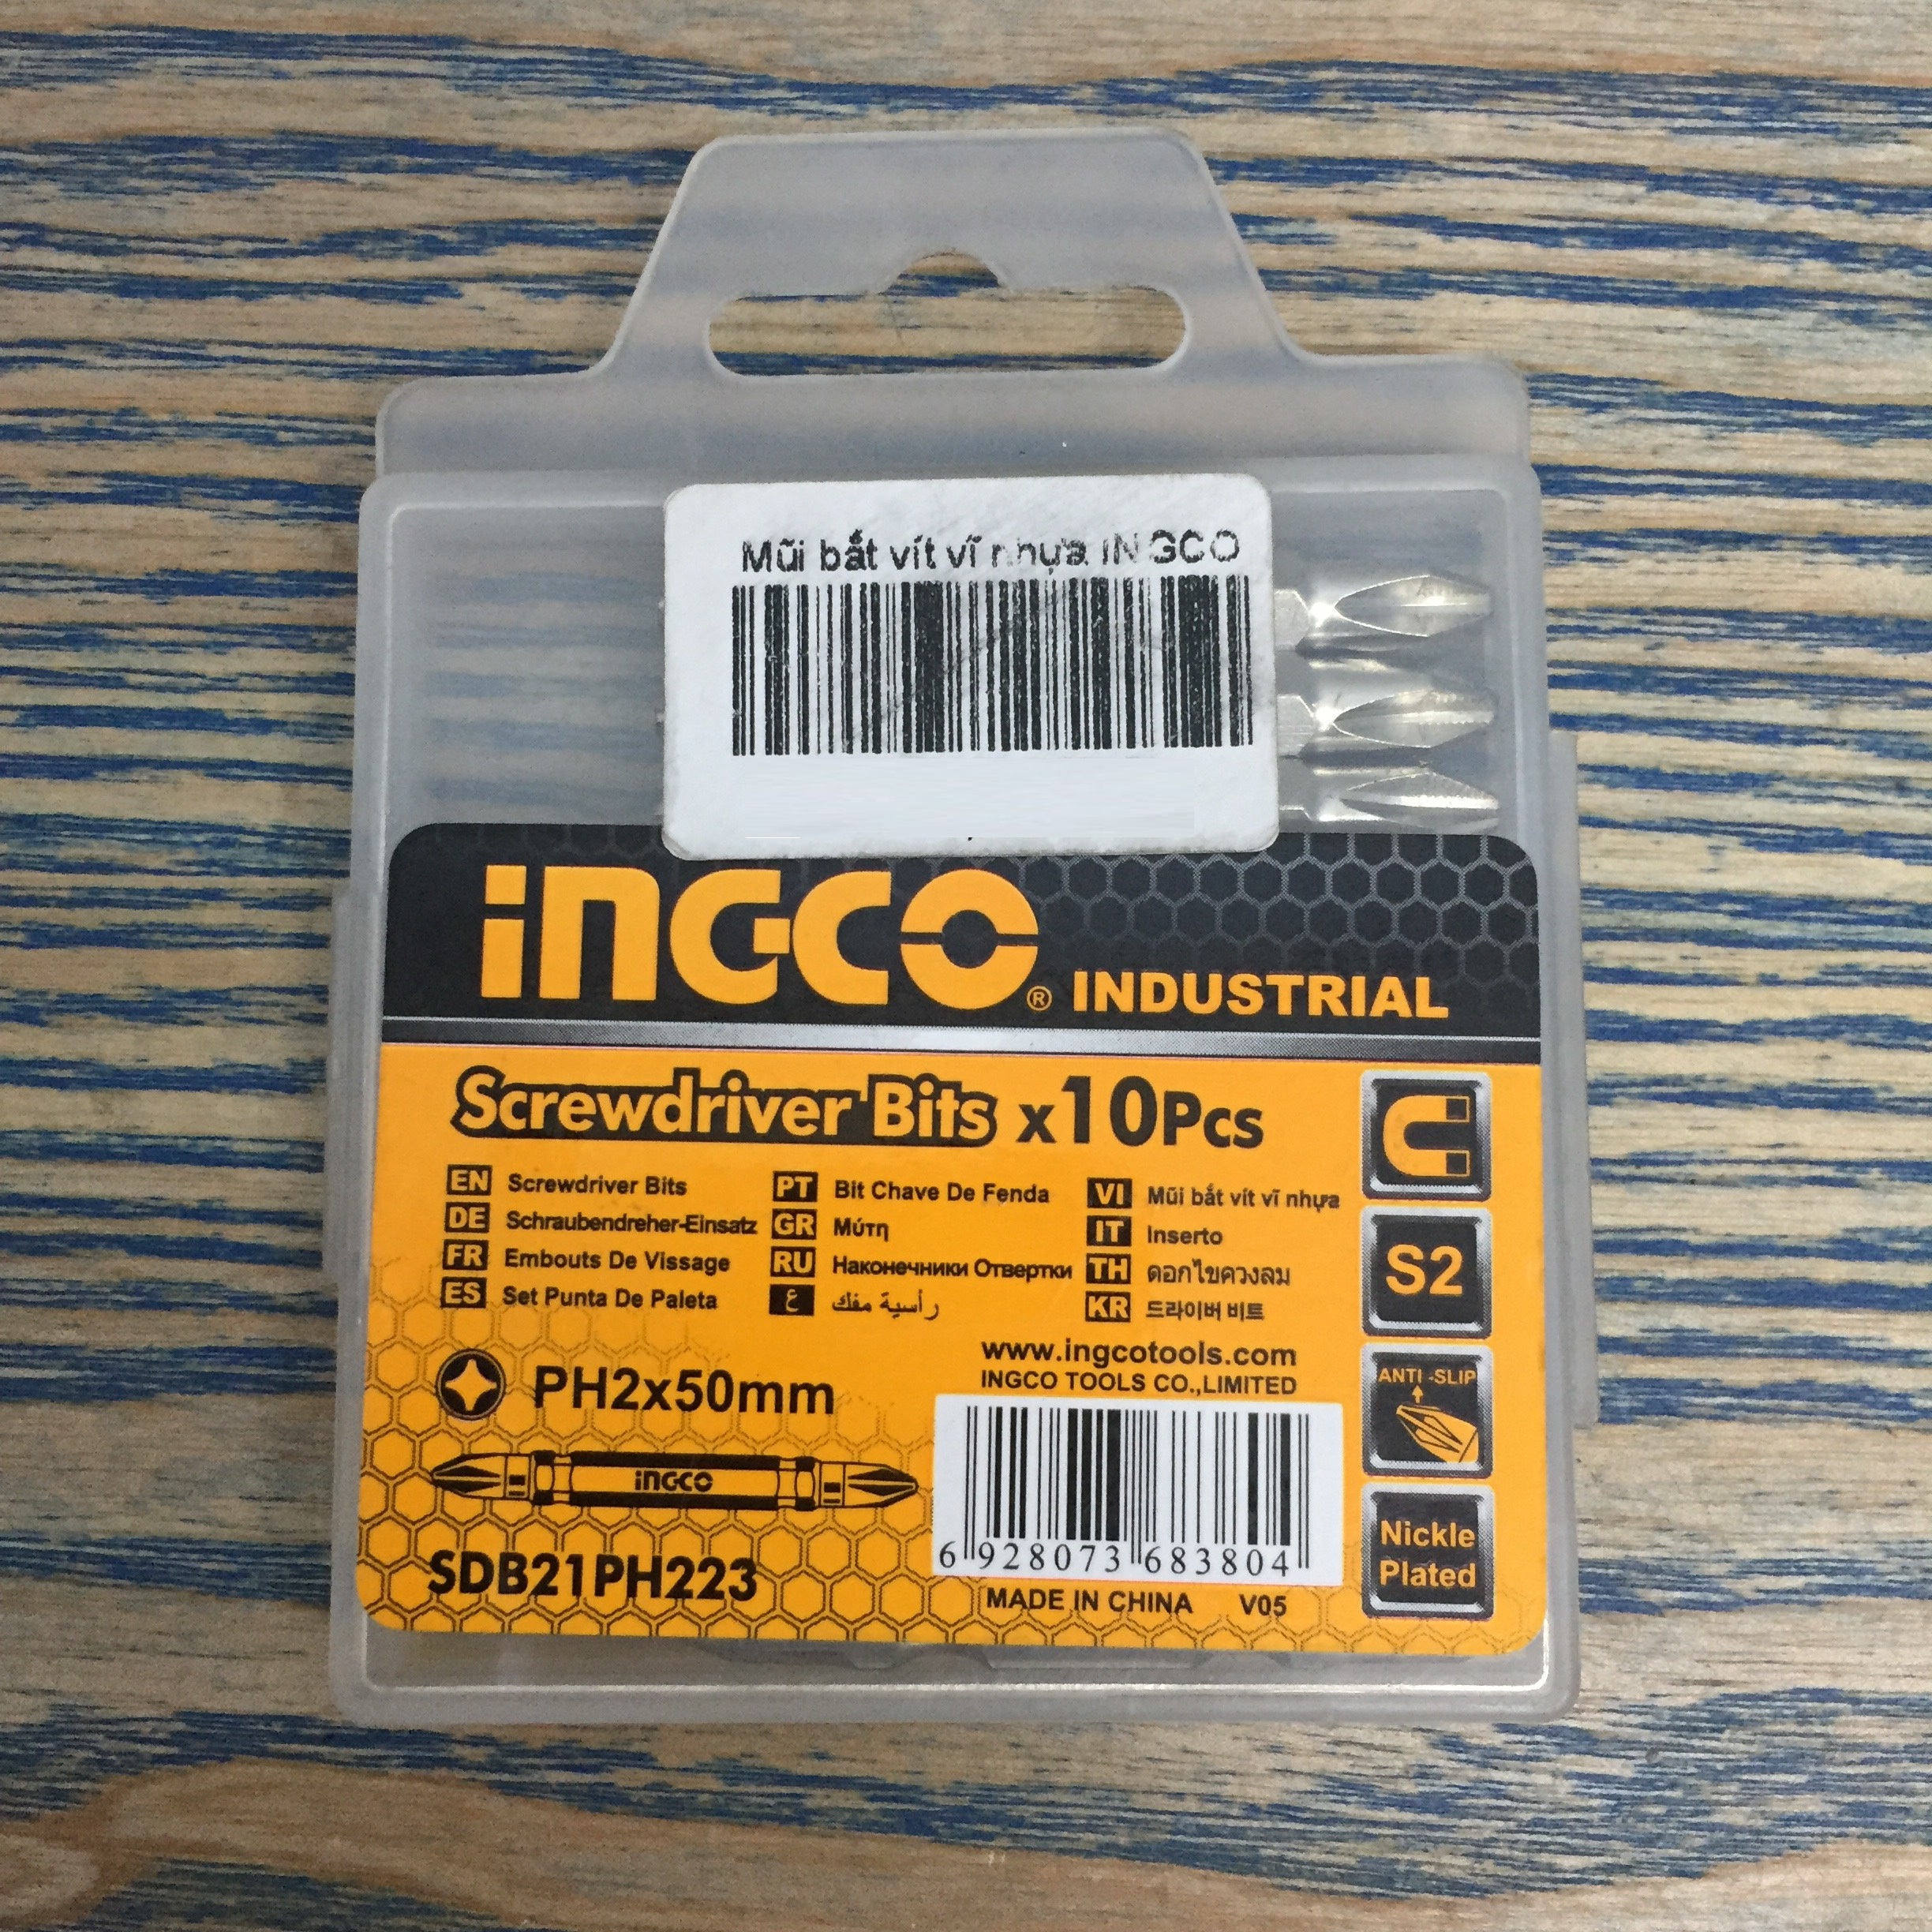 Mũi bắt vít vĩ nhựa INGCO
INGCO® INDUSTRIAL
Screwdriver Bits x10Pcs
EN Screwdriver Bits
DE Schraubendreher-Einsatz
FR Embouts De Vissage
ES Set Punta De Paleta
PT Bit Chave De Fenda
GR Μύτη
RU Наконечники Отвертки
ع رأسية مفك
VI Mũi bắt vít vĩ nhựa
IT Inserto
TH ดอกไขควงลม
KR 드라이버 비트
S2
ANTI -SLIP
Nickle
Plated
www.ingcotools.com
INGCO TOOLS CO.,LIMITED
PH2x50mm
INGCO
SDB21PH223
6 928073 683804
MADE IN CHINA V05